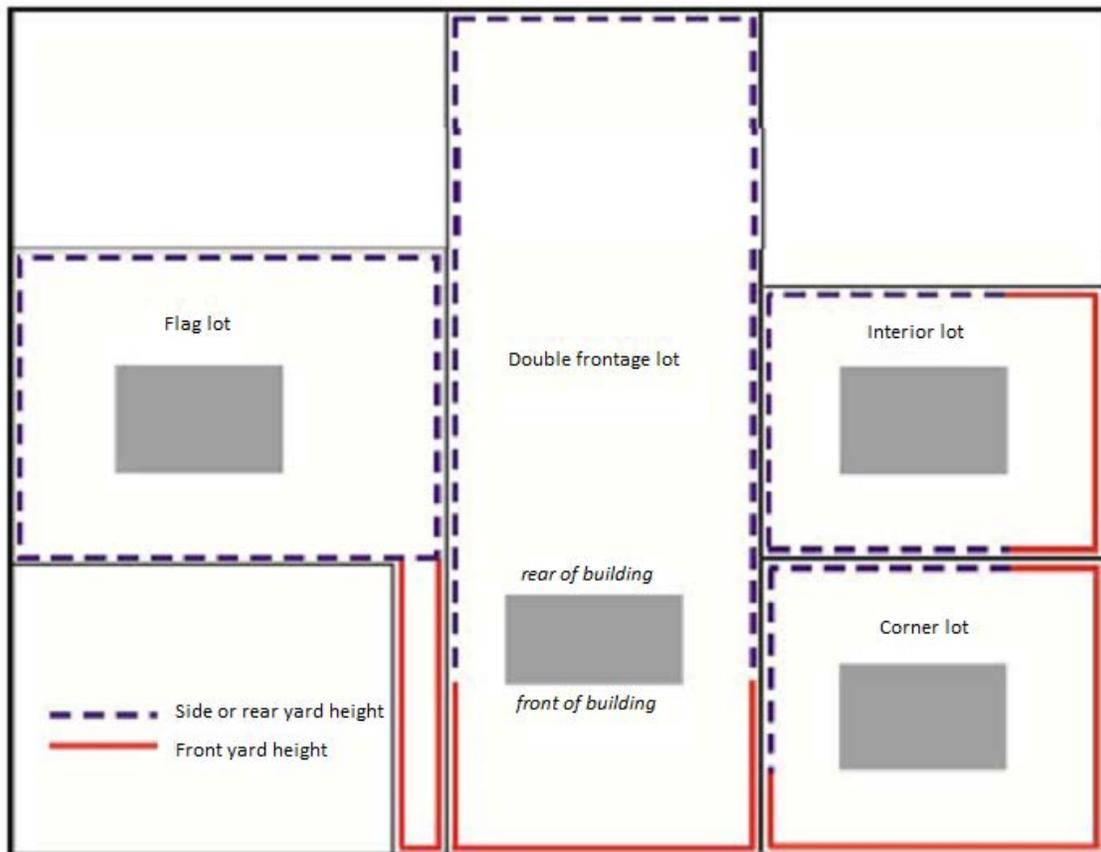 Flag lot
Interior lot
Double frontage lot
rear of building
Corner lot
front of building
Side or rear yard height
Front yard height